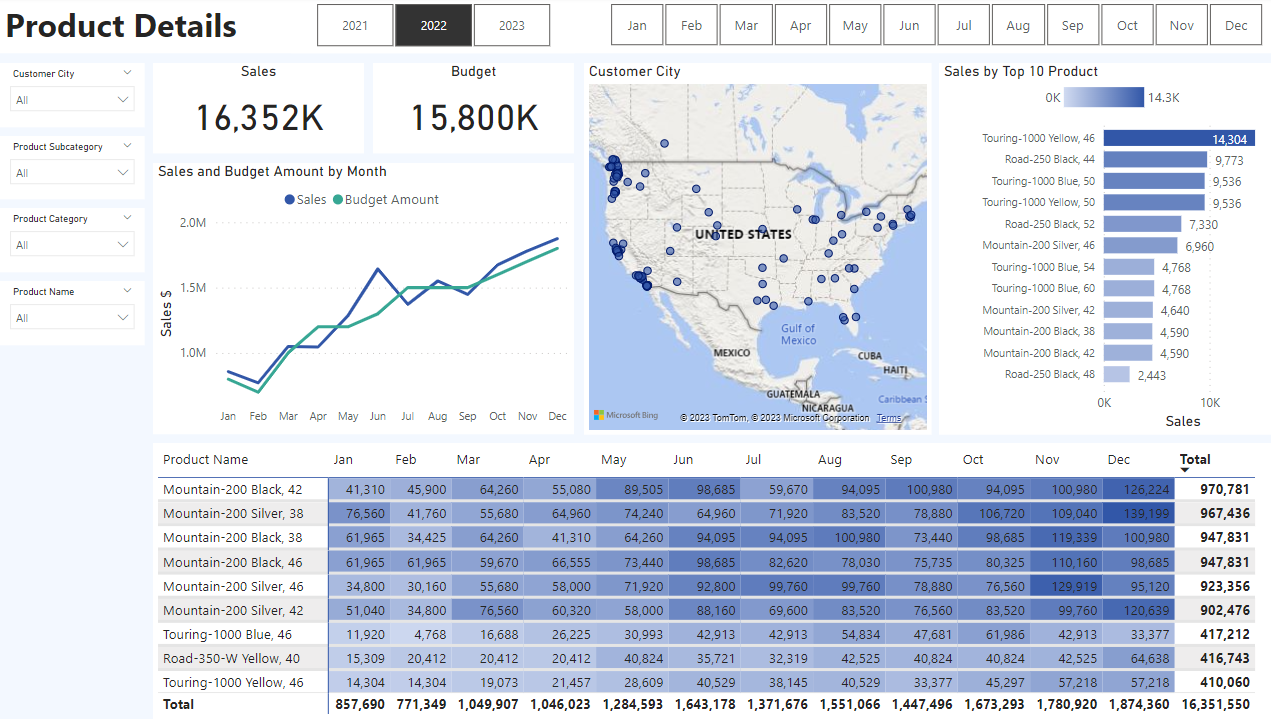 Product Details
2021 2022 2023
Jan Feb Mar Apr May Jun Jul Aug Sep Oct Nov Dec
Customer City
All
Product Subcategory
All
Product Category
All
Product Name
All
Sales
16,352K
Budget
15,800K
Sales and Budget Amount by Month
Sales Budget Amount
2.0M
1.5M
1.0M
Sales $
Jan Feb Mar Apr May Jun Jul Aug Sep Oct Nov Dec
Customer City
UNITED STATES
Gulf of
Mexico
MEXICO
CUBA
HAITI
GUATEMALA
Caribbean S
NICARAGUA
Microsoft Bing
© 2023 TomTom, © 2023 Microsoft Corporation Terms
Sales by Top 10 Product
0K 14.3K
Touring-1000 Yellow, 46 14,304
Road-250 Black, 44 9,773
Touring-1000 Blue, 50 9,536
Touring-1000 Yellow, 50 9,536
Road-250 Black, 52 7,330
Mountain-200 Silver, 46 6,960
Touring-1000 Blue, 54 4,768
Touring-1000 Blue, 60 4,768
Mountain-200 Silver, 42 4,640
Mountain-200 Black, 38 4,590
Mountain-200 Black, 42 4,590
Road-250 Black, 48 2,443
0K 10K
Sales
Product Name Jan Feb Mar Apr May Jun Jul Aug Sep Oct Nov Dec Total
Mountain-200 Black, 42 41,310 45,900 64,260 55,080 89,505 98,685 59,670 94,095 100,980 94,095 100,980 126,224 970,781
Mountain-200 Silver, 38 76,560 41,760 55,680 64,960 74,240 64,960 71,920 83,520 78,880 106,720 109,040 139,199 967,436
Mountain-200 Black, 38 61,965 34,425 64,260 41,310 64,260 94,095 94,095 100,980 73,440 98,685 119,339 100,980 947,831
Mountain-200 Black, 46 61,965 61,965 59,670 66,555 73,440 98,685 82,620 78,030 75,735 80,325 110,160 98,685 947,831
Mountain-200 Silver, 46 34,800 30,160 55,680 58,000 71,920 92,800 99,760 99,760 78,880 76,560 129,919 95,120 923,356
Mountain-200 Silver, 42 51,040 34,800 76,560 60,320 58,000 88,160 69,600 83,520 76,560 83,520 99,760 120,639 902,476
Touring-1000 Blue, 46 11,920 4,768 16,688 26,225 30,993 42,913 42,913 54,834 47,681 61,986 42,913 33,377 417,212
Road-350-W Yellow, 40 15,309 20,412 20,412 20,412 40,824 35,721 32,319 42,525 40,824 40,824 42,525 64,638 416,743
Touring-1000 Yellow, 46 14,304 14,304 19,073 21,457 28,609 40,529 38,145 40,529 33,377 45,297 57,218 57,218 410,060
Total 857,690 771,349 1,049,907 1,046,023 1,284,593 1,643,178 1,371,676 1,551,066 1,447,496 1,673,293 1,780,920 1,874,360 16,351,550